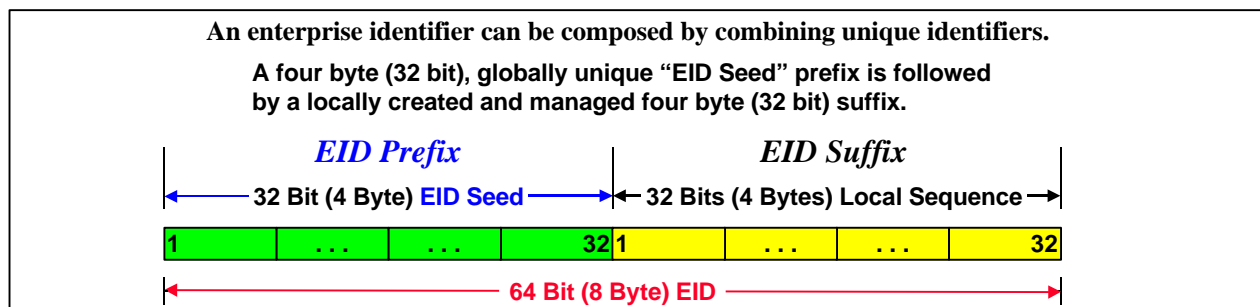 An enterprise identifier can be composed by combining unique identifiers.
A four byte (32 bit), globally unique “EID Seed” prefix is followed
by a locally created and managed four byte (32 bit) suffix.
EID Prefix EID Suffix
32 Bit (4 Byte) EID Seed 32 Bits (4 Bytes) Local Sequence
1 . . . . . . 32 1 . . . . . . 32
64 Bit (8 Byte) EID